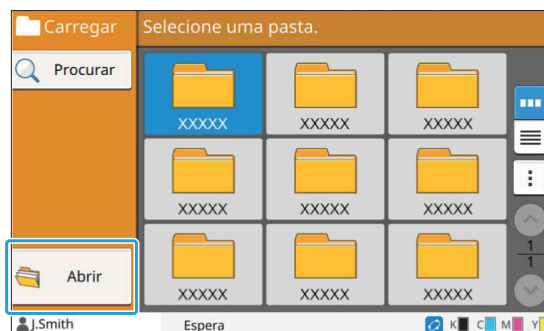 Carregar
Selecione uma pasta.
Procurar
XXXXX XXXXX XXXXX
XXXXX XXXXX XXXXX
1
1
Abrir
XXXXX XXXXX XXXXX
J.Smith
Espera
K C M Y